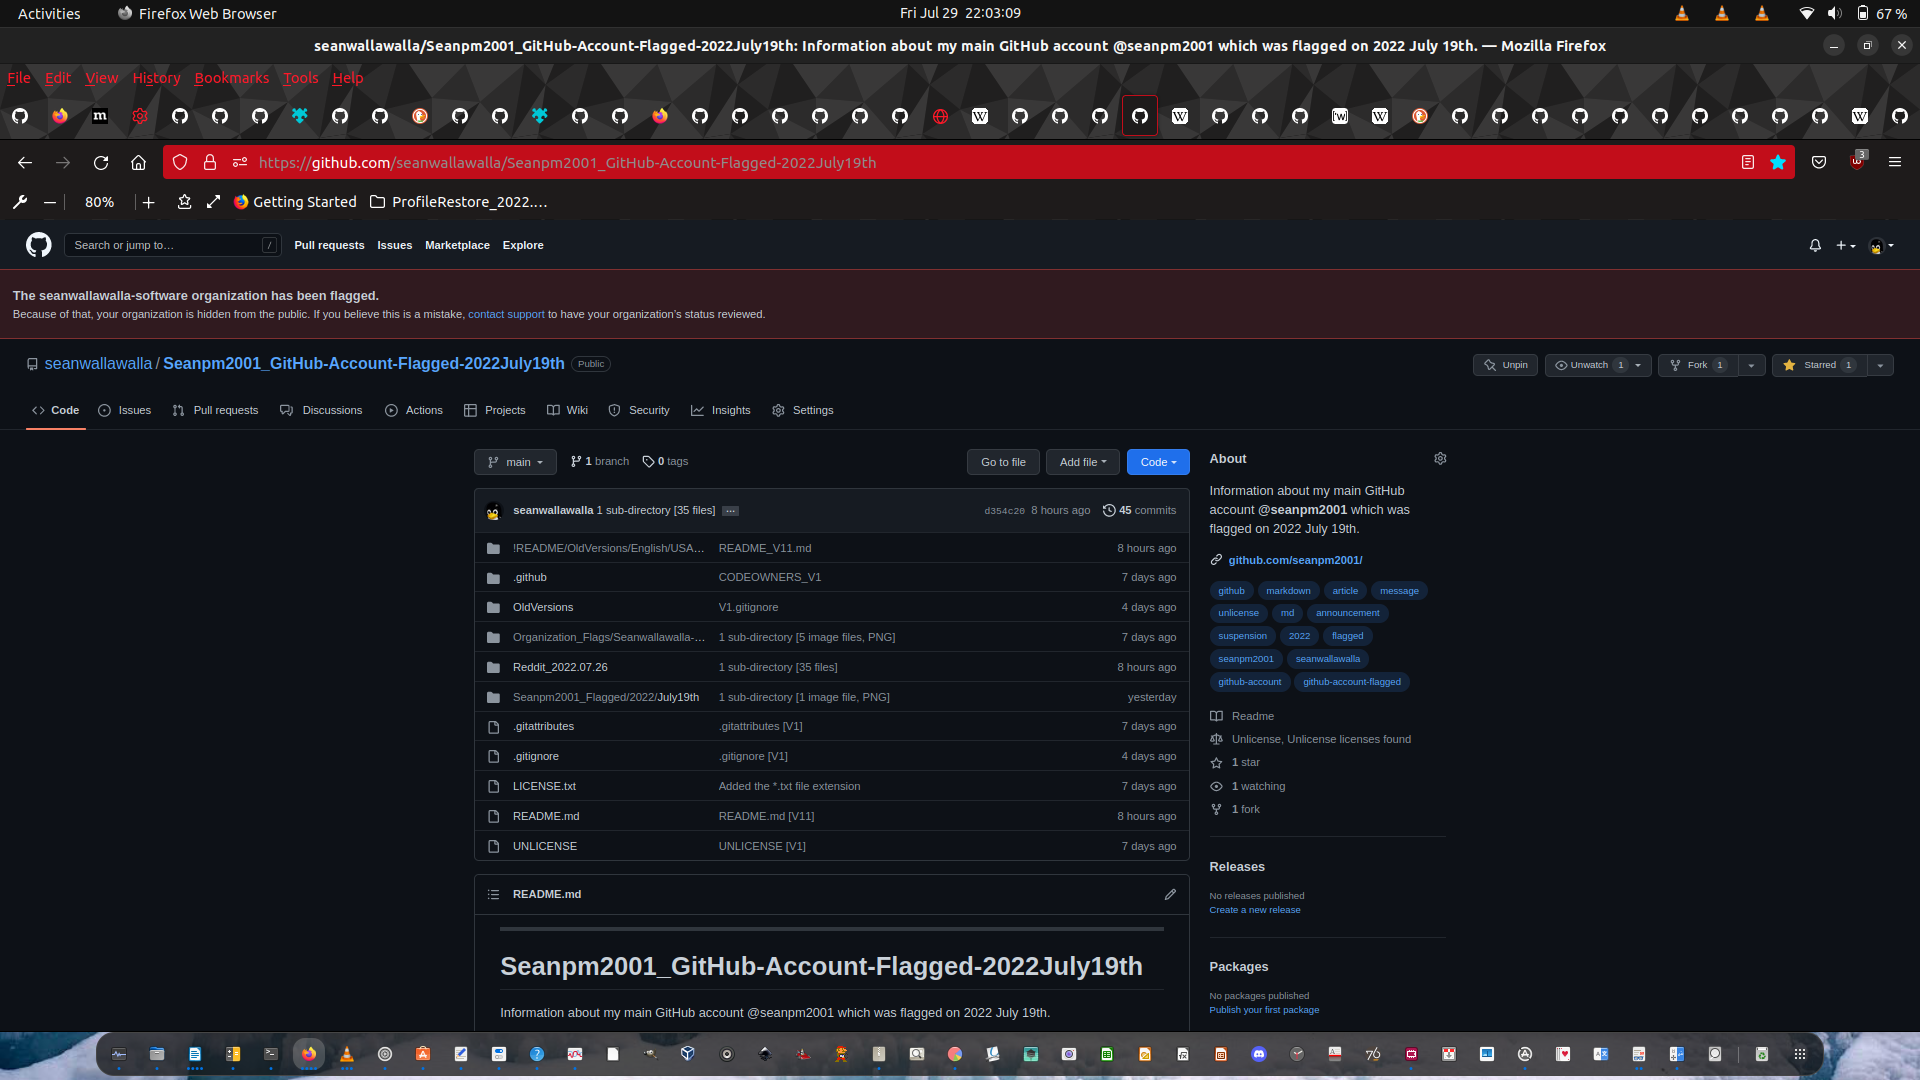 Activities
Firefox Web Browser
Fri Jul 29 22:03:09
67 %
seanwallawalla/Seanpm2001_GitHub-Account-Flagged-2022July19th: Information about my main GitHub account @seanpm2001 which was flagged on 2022 July 19th. — Mozilla Firefox
File Edit View History Bookmarks Tools Help
https://github.com/seanwallawalla/Seanpm2001_GitHub-Account-Flagged-2022July19th
3
80%
Getting Started
ProfileRestore_2022.…
Search or jump to…
/
Pull requests Issues Marketplace Explore
The seanwallawalla-software organization has been flagged.
Because of that, your organization is hidden from the public. If you believe this is a mistake, contact support to have your organization's status reviewed.
seanwallawalla / Seanpm2001_GitHub-Account-Flagged-2022July19th Public
Unpin
Unwatch 1
Fork 1
Starred 1
Code Issues Pull requests Discussions Actions Projects Wiki Security Insights Settings
main
1 branch 0 tags
Go to file
Add file
Code
seanwallawalla 1 sub-directory [35 files] ...
d354c20 8 hours ago
45 commits
!README/OldVersions/English/USA… README_V11.md 8 hours ago
.github CODEOWNERS_V1 7 days ago
OldVersions V1.gitignore 4 days ago
Organization_Flags/Seanwallawalla-… 1 sub-directory [5 image files, PNG] 7 days ago
Reddit_2022.07.26 1 sub-directory [35 files] 8 hours ago
Seanpm2001_Flagged/2022/July19th 1 sub-directory [1 image file, PNG] yesterday
.gitattributes .gitattributes [V1] 7 days ago
.gitignore .gitignore [V1] 4 days ago
LICENSE.txt Added the *.txt file extension 7 days ago
README.md README.md [V11] 8 hours ago
UNLICENSE UNLICENSE [V1] 7 days ago
README.md
Seanpm2001_GitHub-Account-Flagged-2022July19th
Information about my main GitHub account @seanpm2001 which was flagged on 2022 July 19th.
About
Information about my main GitHub
account @seanpm2001 which was
flagged on 2022 July 19th.
github.com/seanpm2001/
github markdown article message
unlicense md announcement
suspension 2022 flagged
seanpm2001 seanwallawalla
github-account github-account-flagged
Readme
Unlicense, Unlicense licenses found
1 star
1 watching
1 fork
Releases
No releases published
Create a new release
Packages
No packages published
Publish your first package